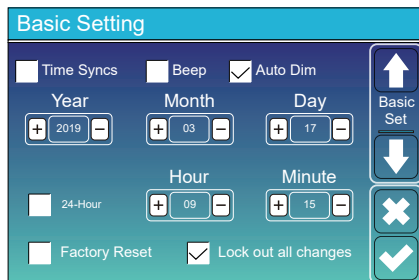 Basic Setting
Time Syncs Beep Auto Dim
Year Month Day
+ 2019 − + 03 − + 17 −
Basic
Set
Hour Minute
24-Hour + 09 − + 15 −
Factory Reset Lock out all changes